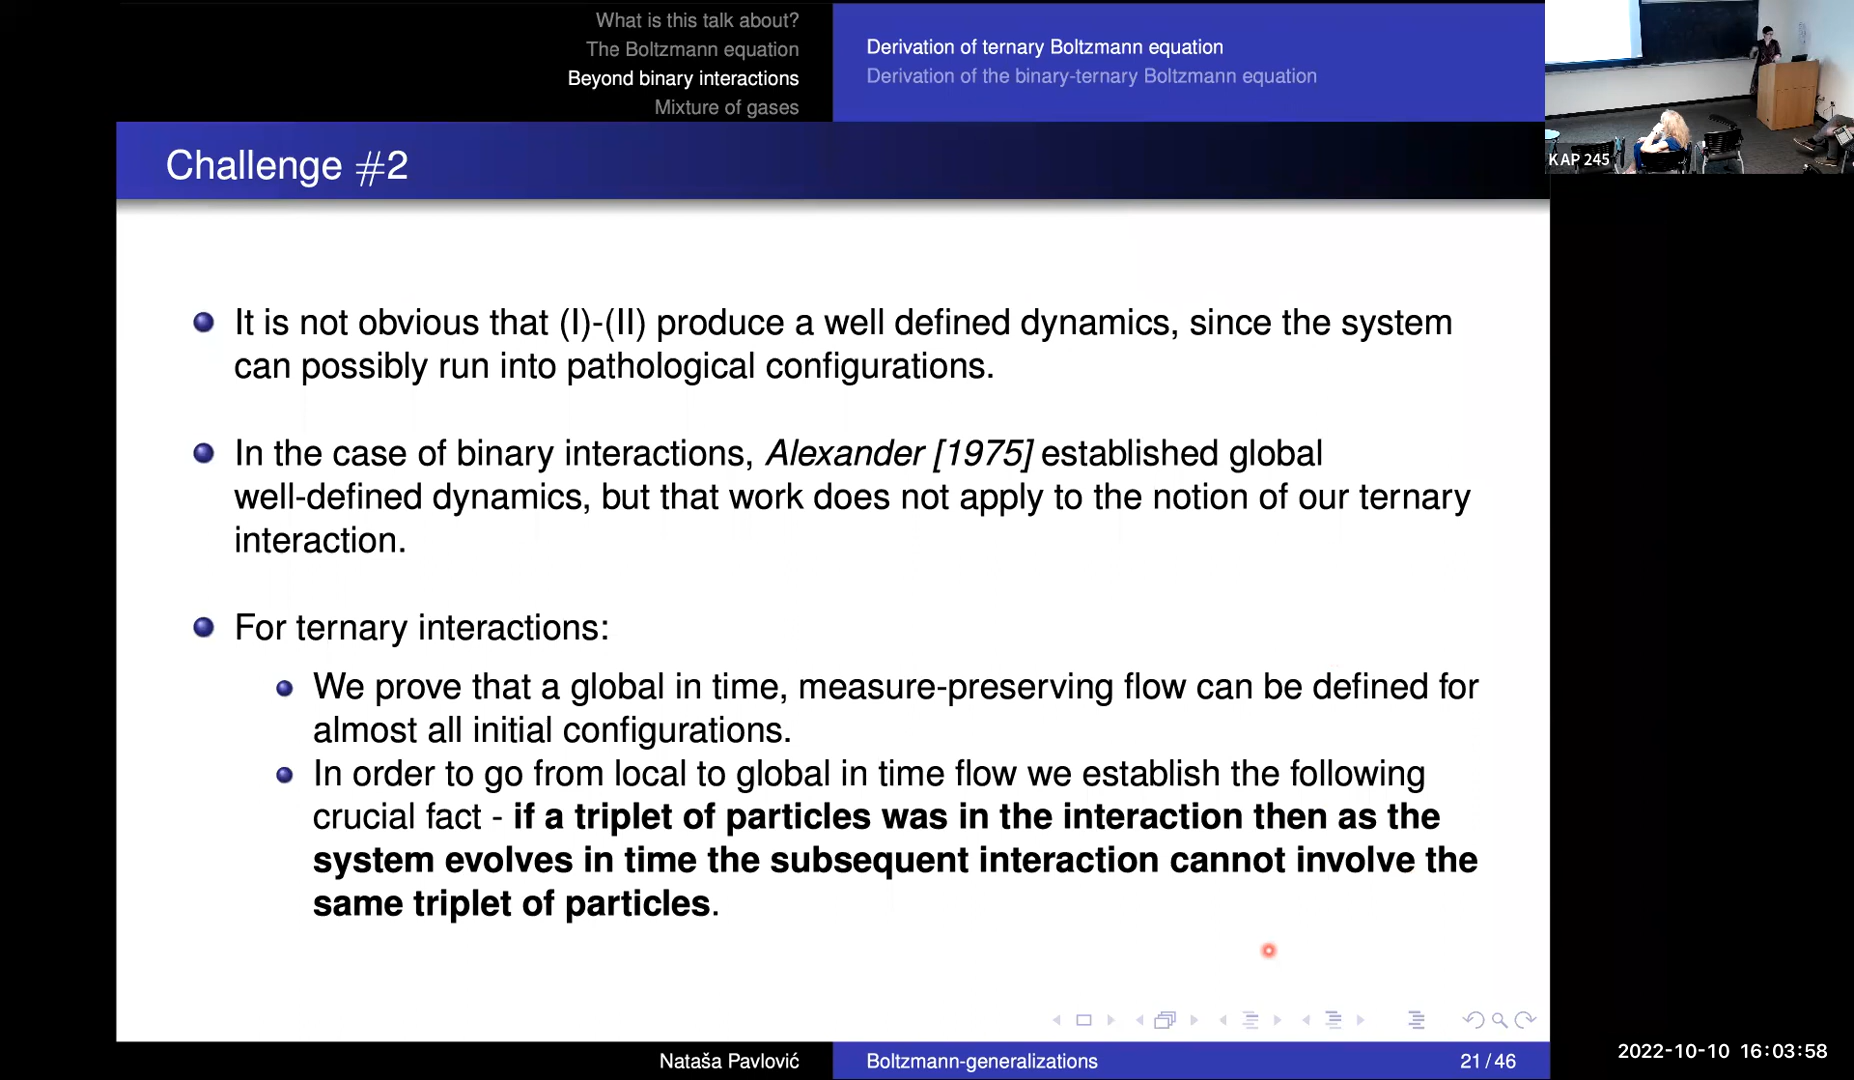 What is this talk about?
The Boltzmann equation
Beyond binary interactions
Mixture of gases
Derivation of ternary Boltzmann equation
Derivation of the binary-ternary Boltzmann equation
KAP 245
Challenge #2
It is not obvious that (I)-(II) produce a well defined dynamics, since the system
can possibly run into pathological configurations.
In the case of binary interactions, Alexander [1975] established global
well-defined dynamics, but that work does not apply to the notion of our ternary
interaction.
For ternary interactions:
We prove that a global in time, measure-preserving flow can be defined for
almost all initial configurations.
In order to go from local to global in time flow we establish the following
crucial fact - if a triplet of particles was in the interaction then as the
system evolves in time the subsequent interaction cannot involve the
same triplet of particles.
Nataša Pavlović
Boltzmann-generalizations
21 / 46
2022-10-10 16:03:58